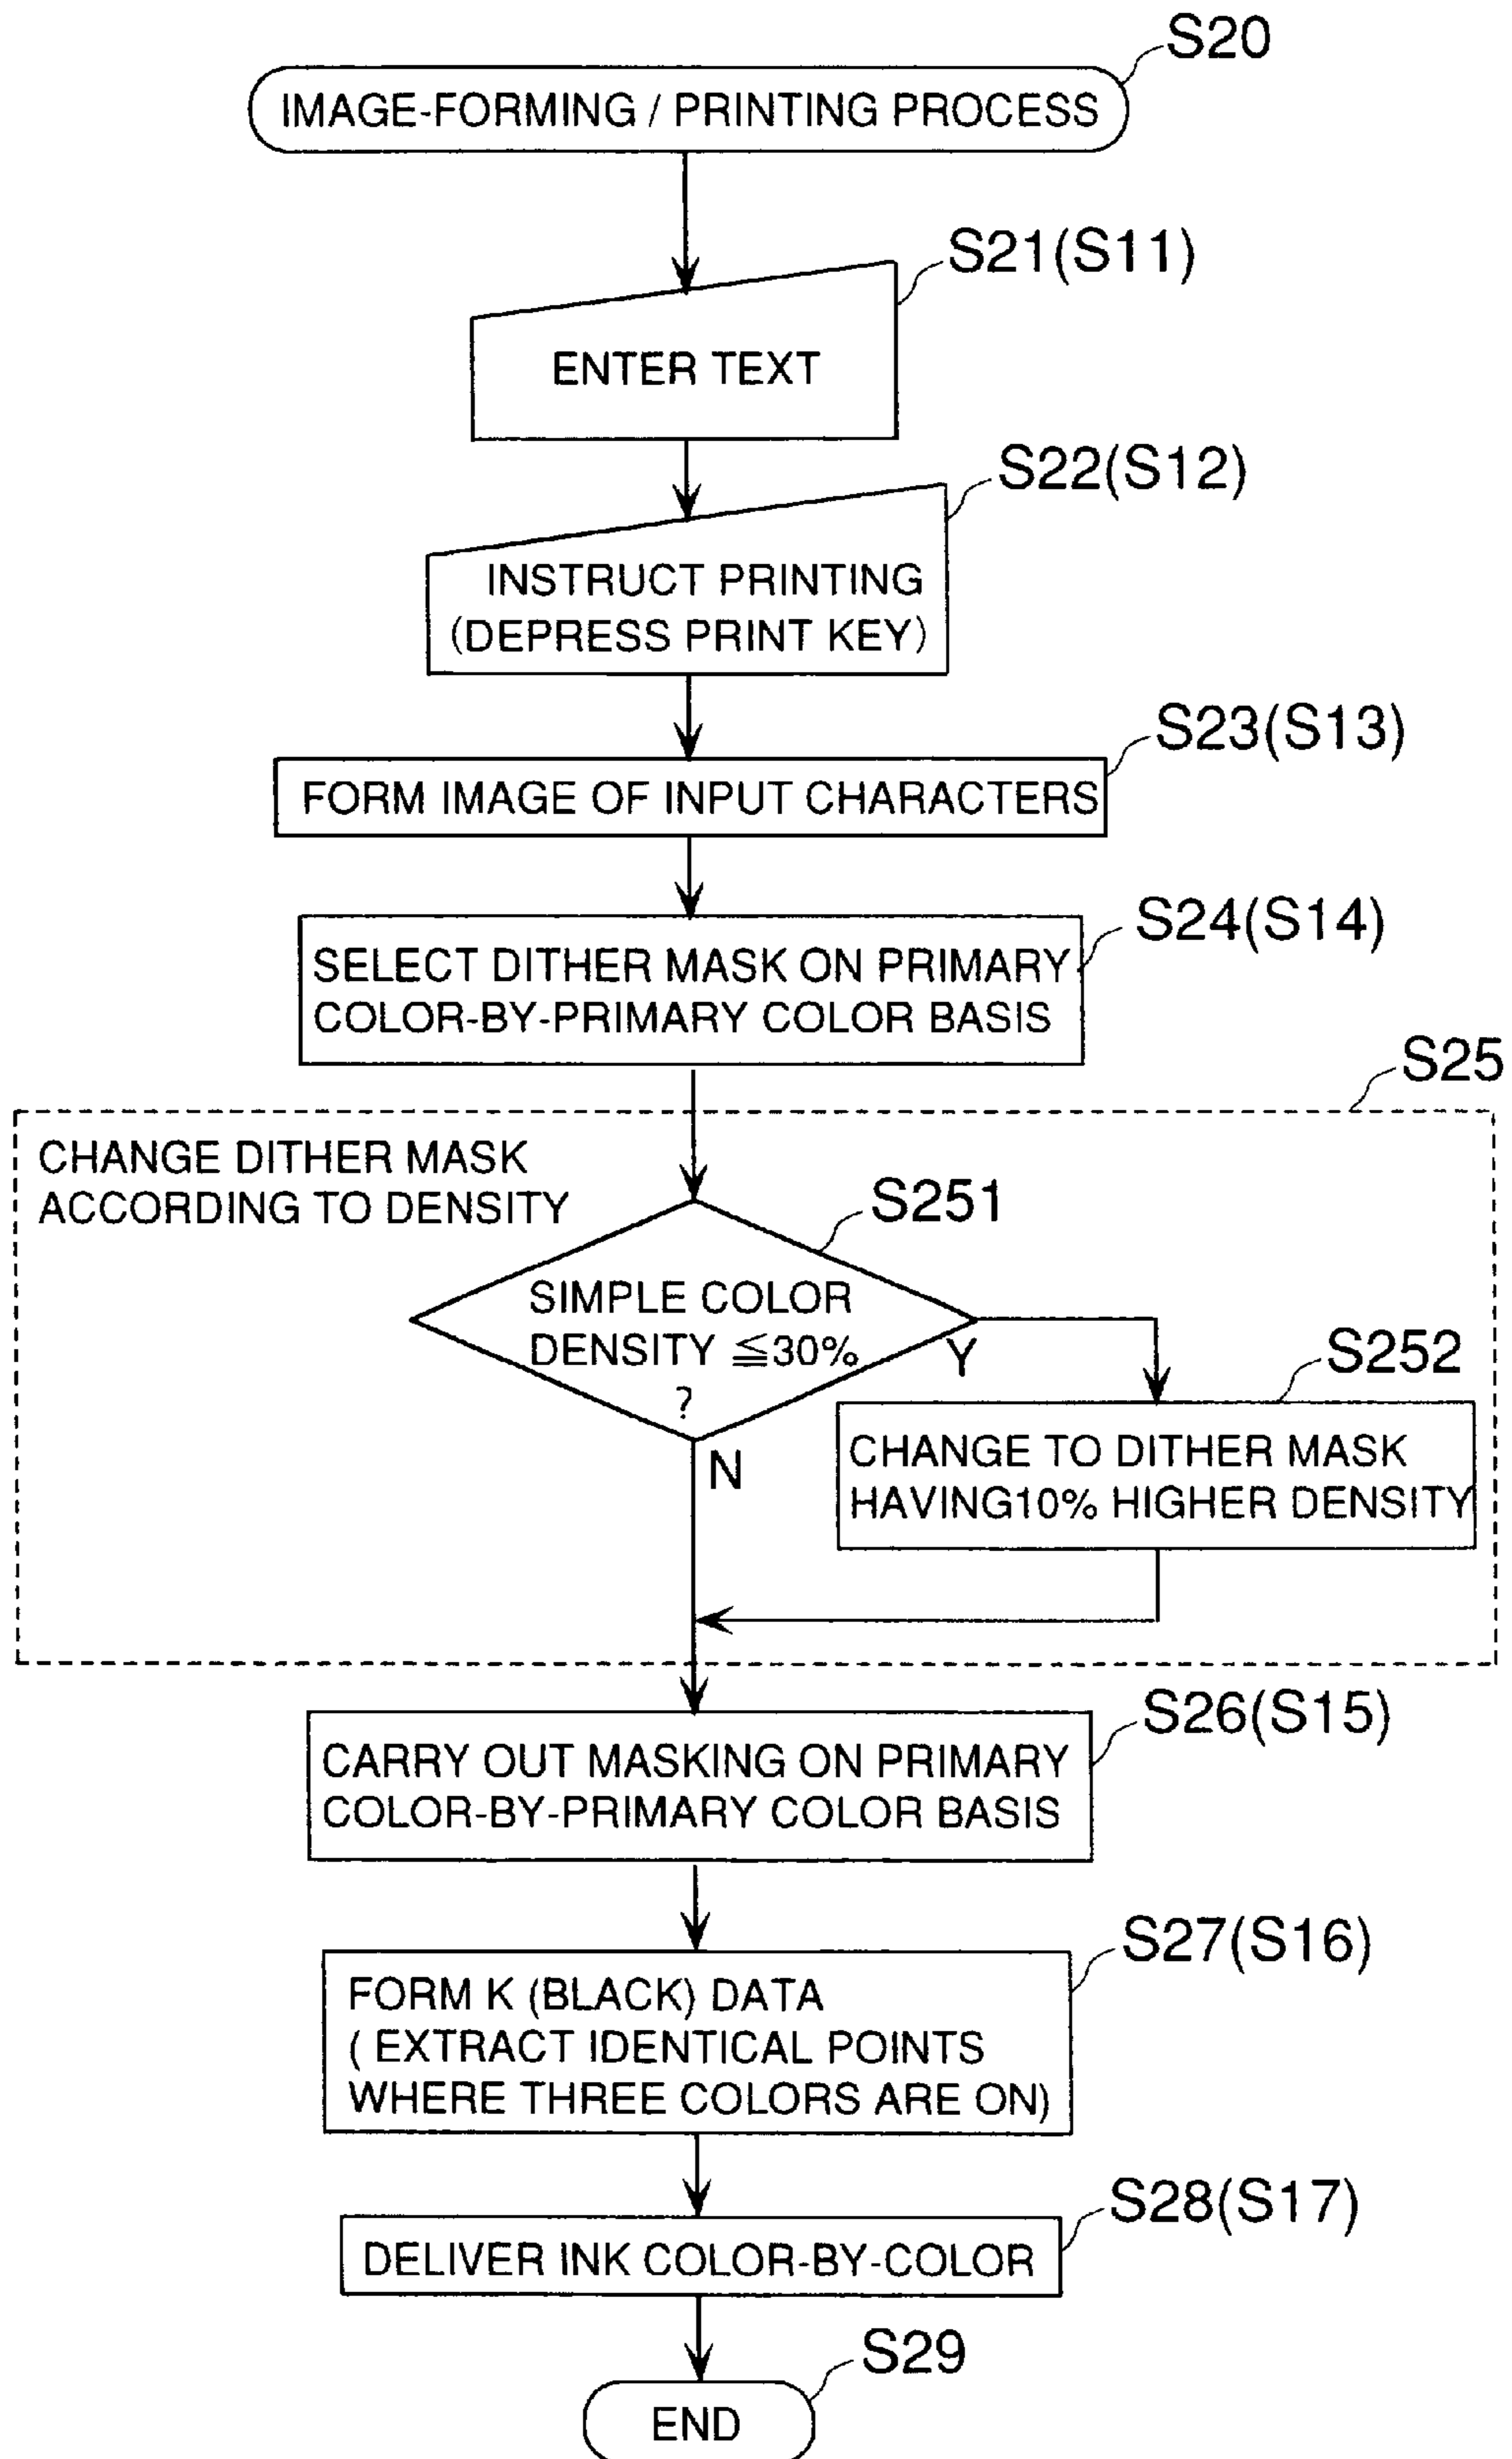 S20
IMAGE-FORMING / PRINTING PROCESS
S21(S11)
ENTER TEXT
S22(S12)
INSTRUCT PRINTING
(DEPRESS PRINT KEY)
S23(S13)
FORM IMAGE OF INPUT CHARACTERS
S24(S14)
SELECT DITHER MASK ON PRIMARY
COLOR-BY-PRIMARY COLOR BASIS
S25
CHANGE DITHER MASK
ACCORDING TO DENSITY
S251
SIMPLE COLOR
DENSITY ≦30%
?
Y
N
S252
CHANGE TO DITHER MASK
HAVING10% HIGHER DENSITY
S26(S15)
CARRY OUT MASKING ON PRIMARY
COLOR-BY-PRIMARY COLOR BASIS
S27(S16)
FORM K (BLACK) DATA
( EXTRACT IDENTICAL POINTS
WHERE THREE COLORS ARE ON)
S28(S17)
DELIVER INK COLOR-BY-COLOR
S29
END